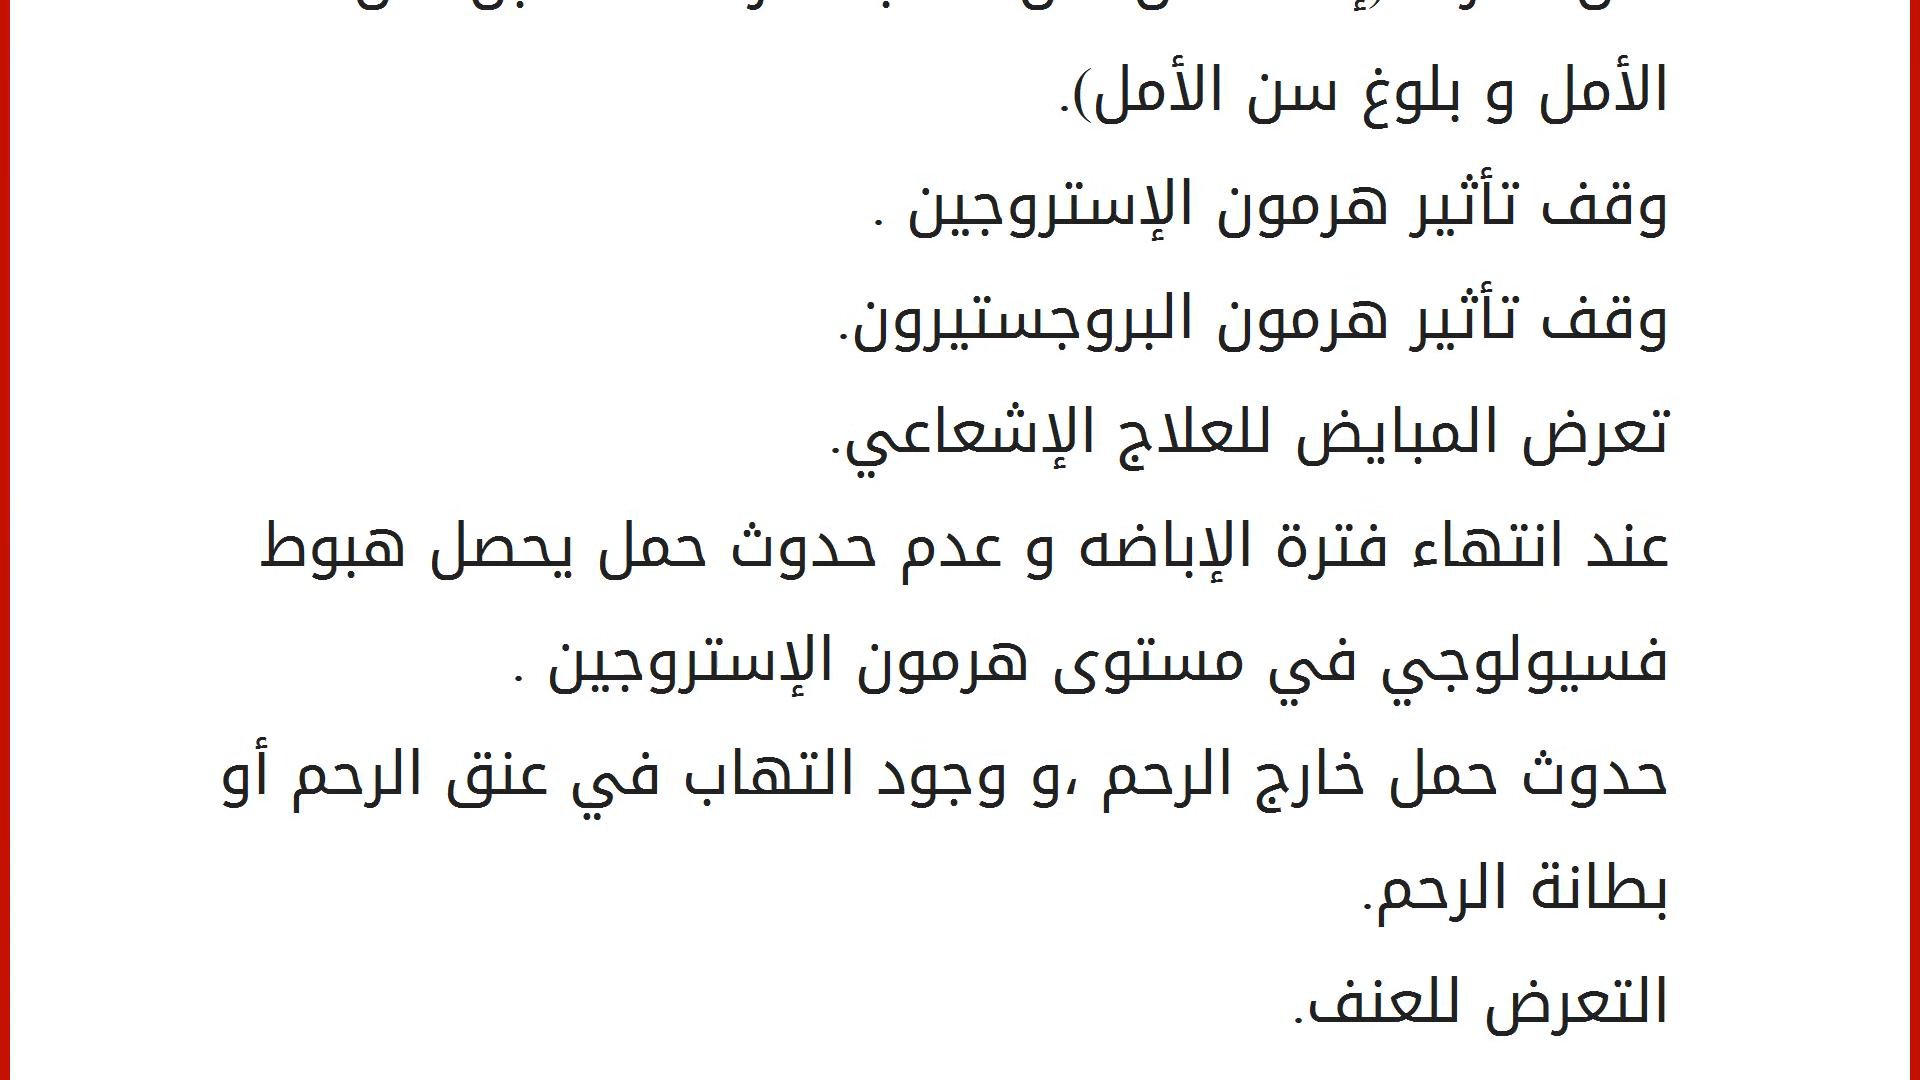 الأمل و بلوغ سن الأمل).
وقف تأثير هرمون الإستروجين .
وقف تأثير هرمون البروجستيرون.
تعرض المبايض للعلاج الإشعاعي.
عند انتهاء فترة الإباضه و عدم حدوث حمل يحصل هبوط
فسيولوجي في مستوى هرمون الإستروجين .
حدوث حمل خارج الرحم ،و وجود التهاب في عنق الرحم أو
بطانة الرحم.
التعرض للعنف.